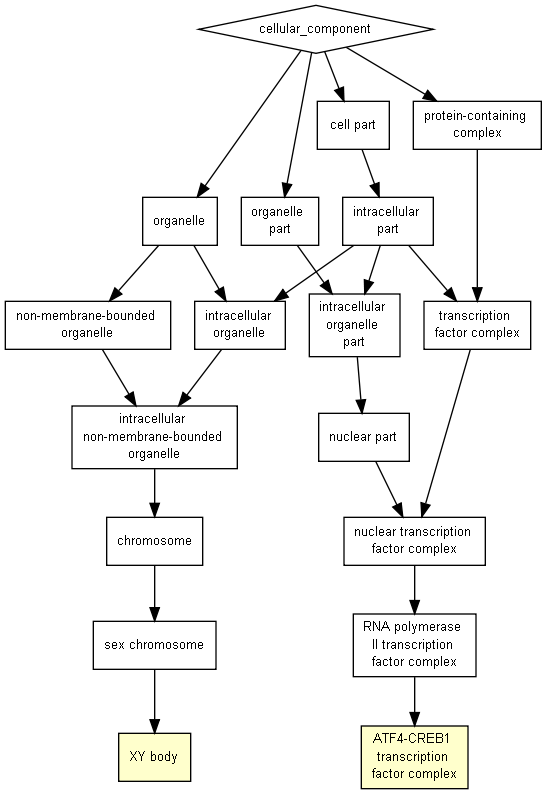 cellular_component
cell part
protein-containing
complex
organelle
organelle
part
intracellular
part
non-membrane-bounded
organelle
intracellular
organelle
intracellular
organelle
part
transcription
factor complex
intracellular
non-membrane-bounded
organelle
nuclear part
chromosome
nuclear transcription
factor complex
sex chromosome
RNA polymerase
II transcription
factor complex
XY body
ATF4-CREB1
transcription
factor complex